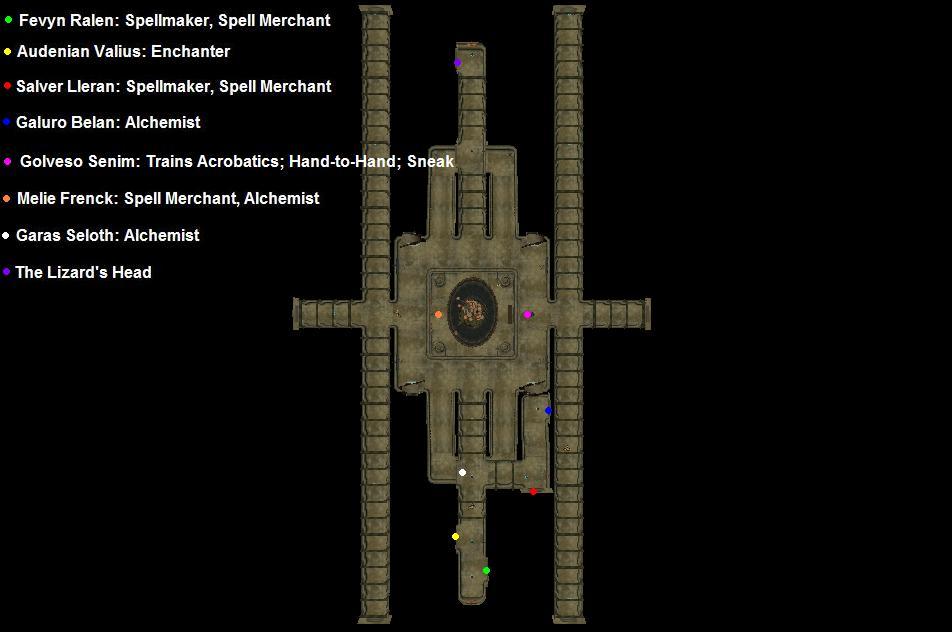 Fevyn Ralen: Spellmaker, Spell Merchant
Audenian Valius: Enchanter
Salver Lleran: Spellmaker, Spell Merchant
Galuro Belan: Alchemist
Golveso Senim: Trains Acrobatics; Hand-to-Hand; Sneak
Melie Frenck: Spell Merchant, Alchemist
Garas Seloth: Alchemist
The Lizard's Head